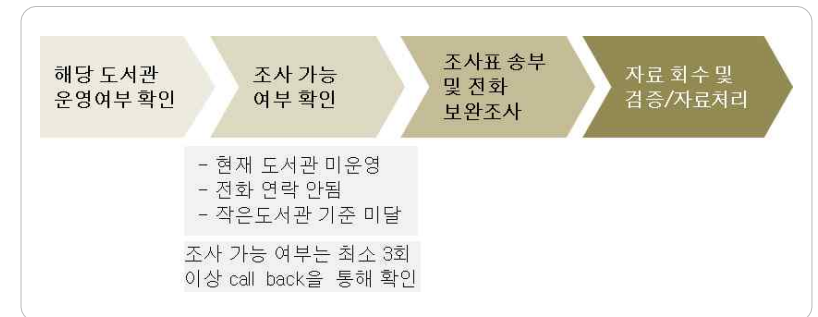 해당 도서관
운영여부 확인
조사 가능
여부 확인
조사표 송부
및 전화
보완조사
자료 회수 및
검증/자료처리
- 현재 도서관 미운영
- 전화 연락 안됨
- 작은도서관 기준 미달
조사 가능 여부는 최소 3회
이상 call back을 통해 확인